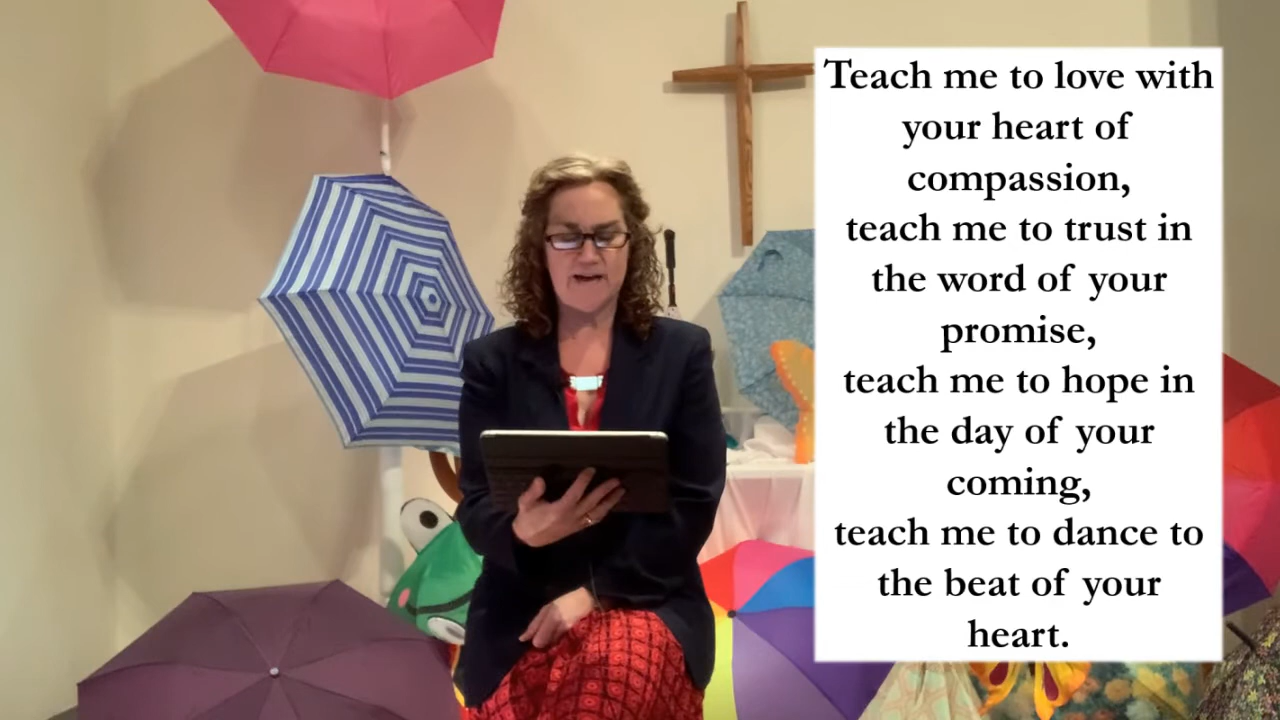 Teach me to love with
your heart of
compassion,
teach me to trust in
the word of your
promise,
teach me to hope in
the day of your
coming,
teach me to dance to
the beat of your
heart.